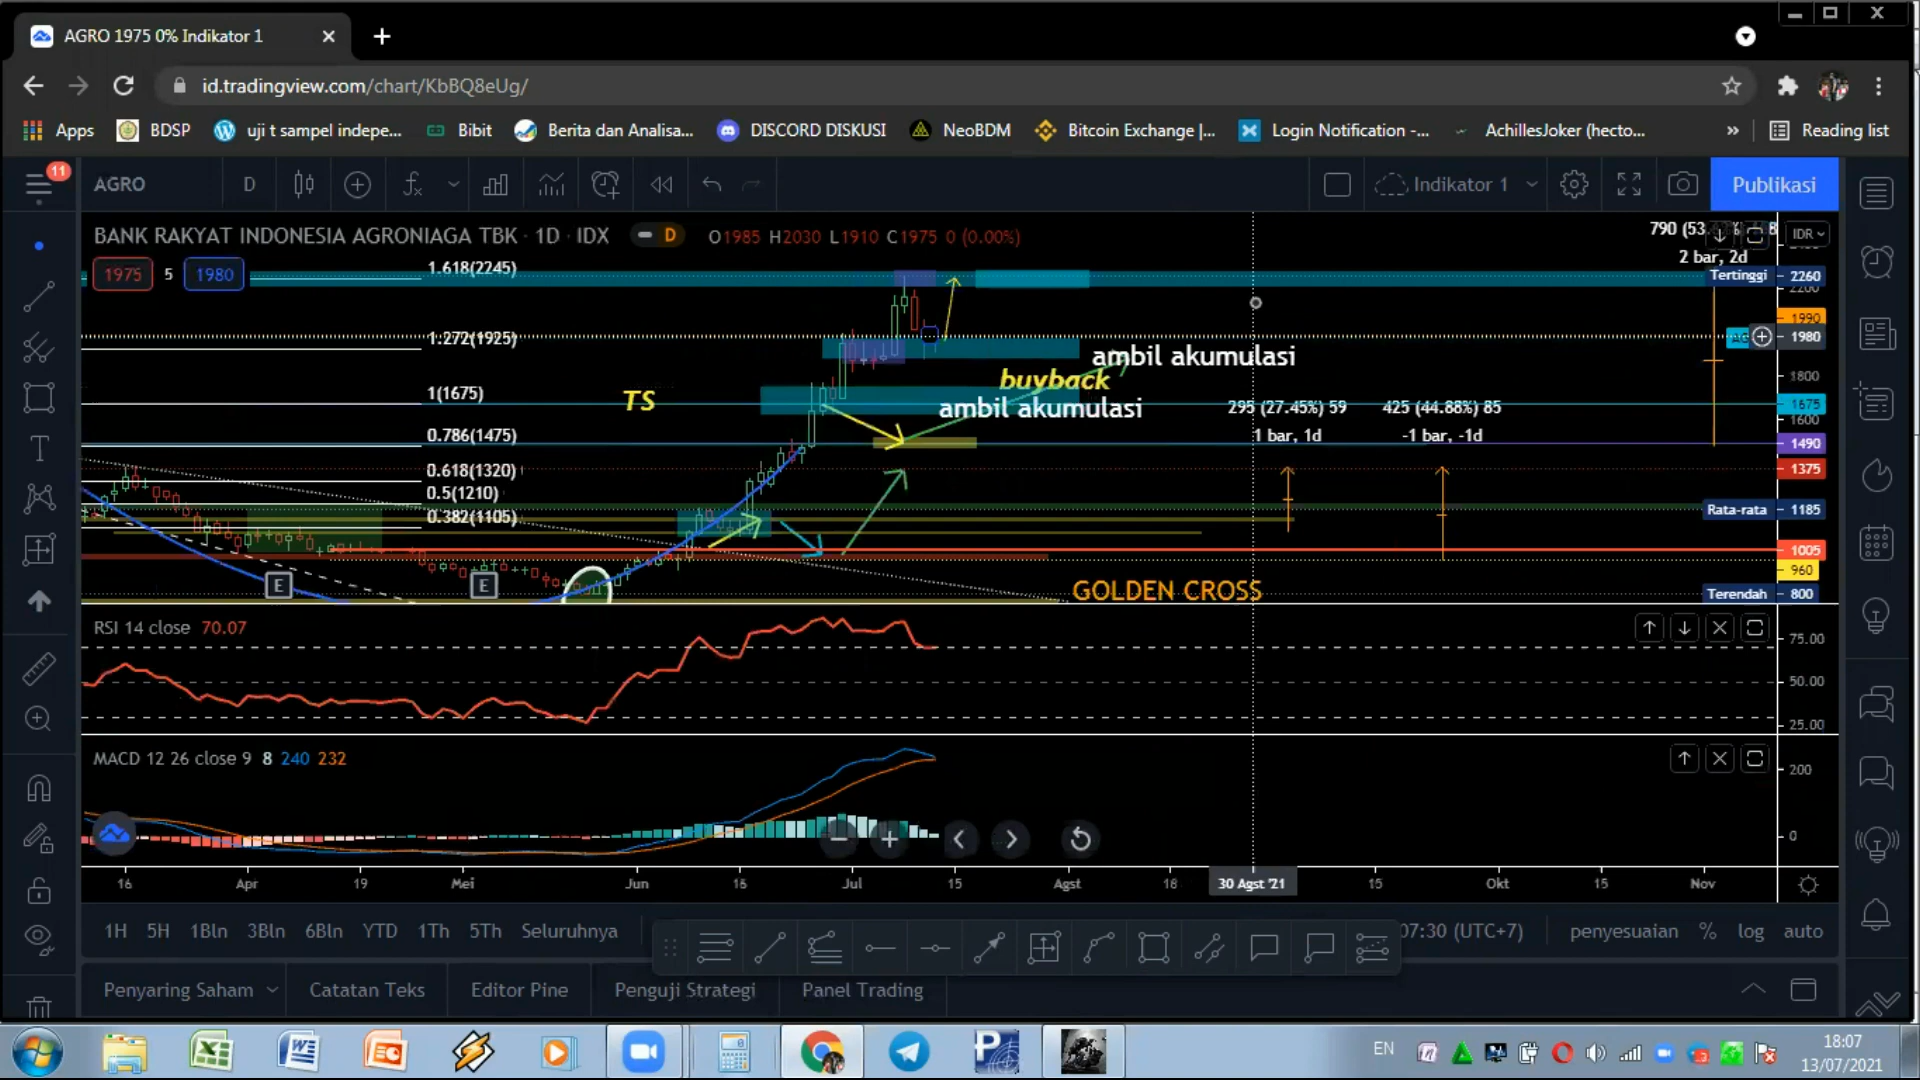 AGRO 1975 0% Indikator 1
id.tradingview.com/chart/KbBQ8eUg/
Apps BDSP uji t sampel indepe... Bibit Berita dan Analisa... DISCORD DISKUSI NeoBDM Bitcoin Exchange |... Login Notification -... AchillesJoker (hecto... » Reading list
11
AGRO D Indikator 1 Publikasi
BANK RAKYAT INDONESIA AGRONIAGA TBK · 1D · IDX D O1985 H2030 L1910 C1975 0 (0.00%)
IDR
2 bar, 2d
1975 5 1980
1.618(2245)
Tertinggi 2260
2200
1990
1.272(1925)
1980
ambil akumulasi
buyback
1800
1(1675)
TS
ambil akumulasi
295 (27.45%) 59
425 (44.88%) 85
1675
1600
0.786(1475)
1 bar, 1d
-1 bar, -1d
1490
0.618(1320)
1375
0.5(1210)
0.382(1105)
Rata-rata 1185
1005
960
E
E
GOLDEN CROSS
Terendah 800
RSI 14 close 70.07
75.00
50.00
25.00
MACD 12 26 close 9 8 240 232
200
0
16 Apr 19 Mei Jun 15 Jul 15 Agst 18 30 Agst '21 15 Okt 15 Nov
1H 5H 1Bln 3Bln 6Bln YTD 1Th 5Th Seluruhnya 07:30 (UTC+7) penyesuaian % log auto
Penyaring Saham Catatan Teks Editor Pine Penguji Strategi Panel Trading
EN
18:07
13/07/2021